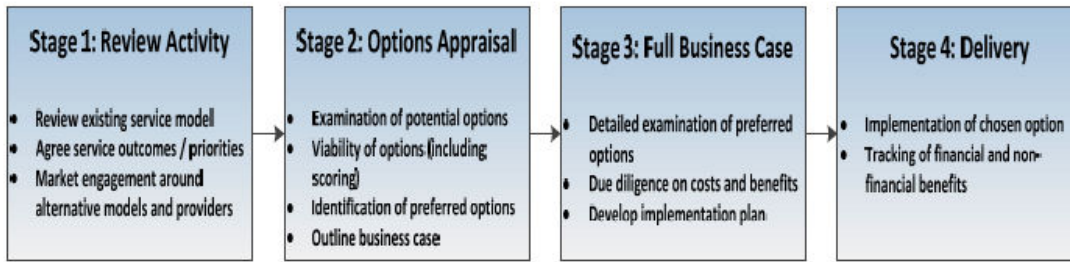 Stage 1: Review Activity
• Review existing service model
• Agree service outcomes / priorities
• Market engagement around
alternative models and providers
Stage 2: Options Appraisal
• Examination of potential options
• Viability of options (including
scoring)
• Identification of preferred options
• Outline business case
Stage 3: Full Business Case
• Detailed examination of preferred
options
• Due diligence on costs and benefits
• Develop implementation plan
Stage 4: Delivery
• Implementation of chosen option
• Tracking of financial and non-
financial benefits